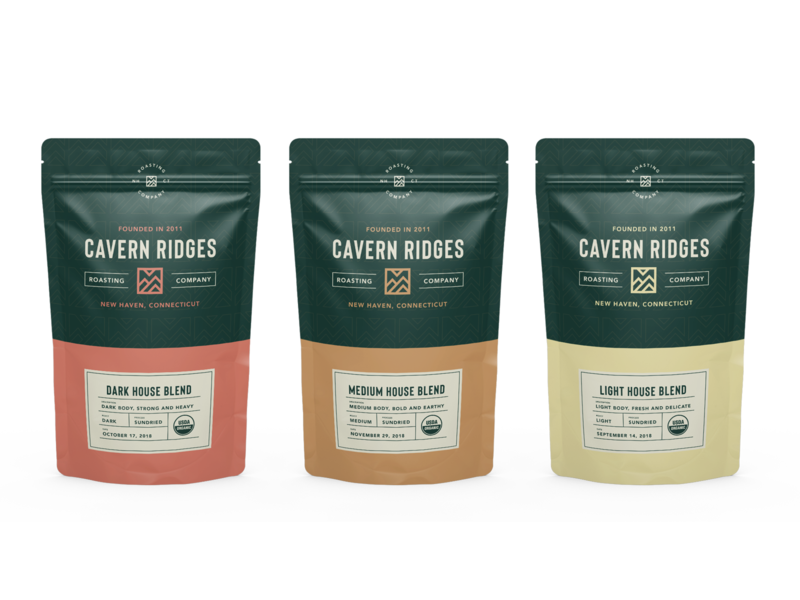 ROASTING
COMPANY
FOUNDED IN 2011
CAVERN RIDGES
ROASTING COMPANY
NEW HAVEN, CONNECTICUT
DARK HOUSE BLEND
DARK BODY, STRONG AND HEAVY
DARK SUNDRIED
USDA
ORGANIC
OCTOBER 17, 2018
ROASTING
COMPANY
FOUNDED IN 2011
CAVERN RIDGES
ROASTING COMPANY
NEW HAVEN, CONNECTICUT
MEDIUM HOUSE BLEND
MEDIUM BODY, BOLD AND EARTHY
MEDIUM SUNDRIED
USDA
ORGANIC
NOVEMBER 29, 2018
ROASTING
COMPANY
FOUNDED IN 2011
CAVERN RIDGES
ROASTING COMPANY
NEW HAVEN, CONNECTICUT
LIGHT HOUSE BLEND
LIGHT BODY, FRESH AND DELICATE
LIGHT SUNDRIED
USDA
ORGANIC
SEPTEMBER 14, 2018